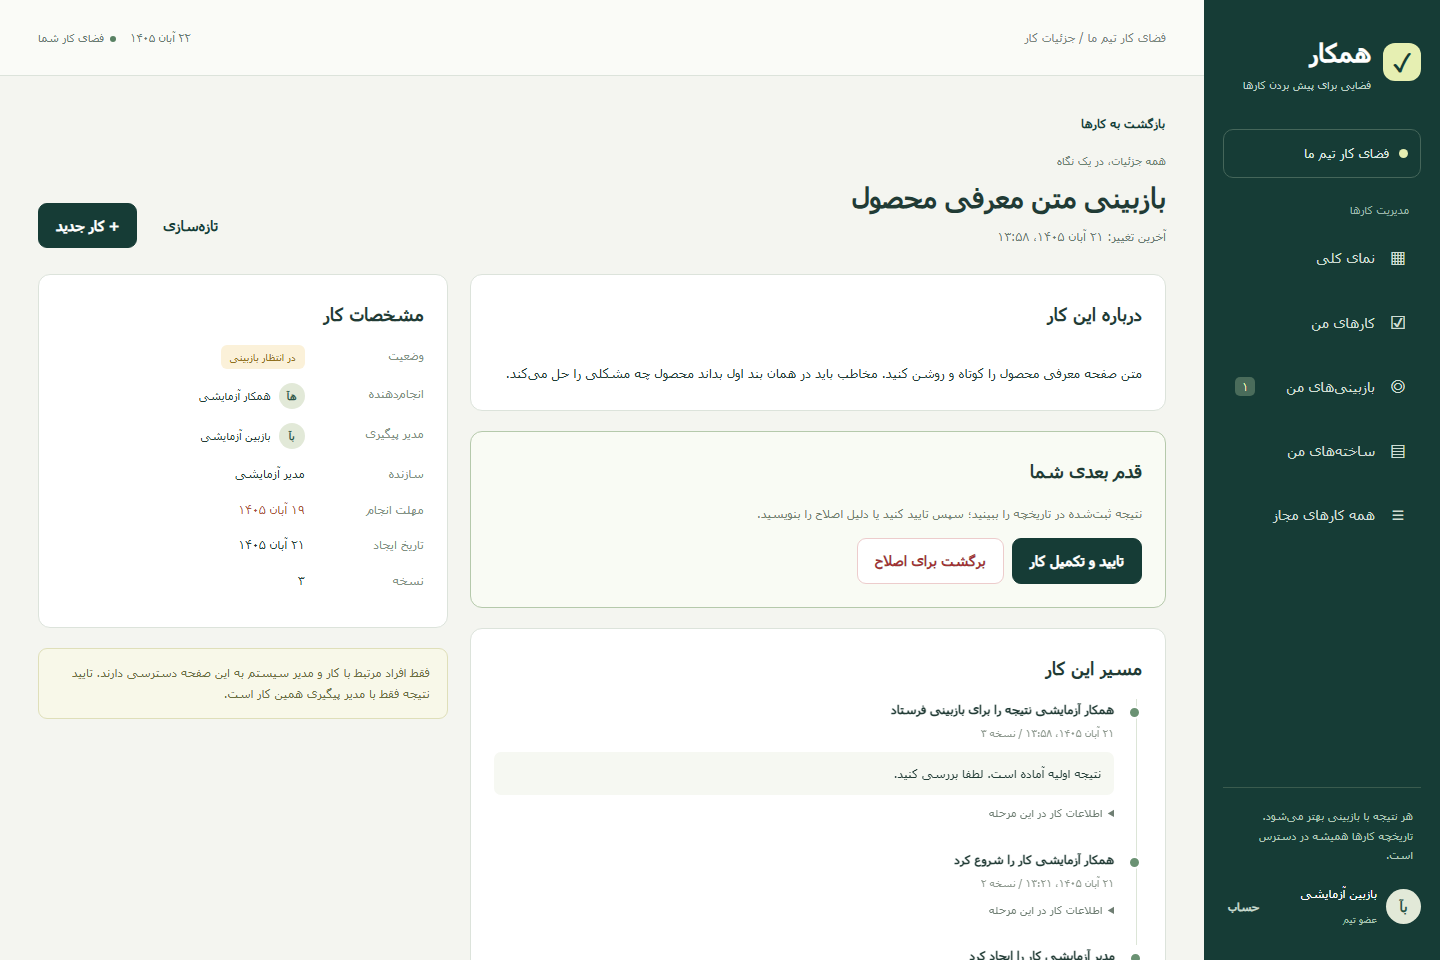 همکار
فضایی برای پیش بردن کارها
فضای کار تیم ما
مدیریت کارها
نمای کلی
کارهای من
بازبینی‌های من
۱
ساخته‌های من
همه کارهای مجاز
هر نتیجه با بازبینی بهتر می‌شود.
تاریخچه کارها همیشه در دسترس
است.
بآ
بازبین آزمایشی
عضو تیم
حساب
فضای کار تیم ما / جزئیات کار
۲۲ آبان ۱۴۰۵
فضای کار شما
بازگشت به کارها
همه جزئیات، در یک نگاه
بازبینی متن معرفی محصول
آخرین تغییر: ۲۱ آبان ۱۴۰۵، ۱۳:۵۸
تازه‌سازی
+ کار جدید
درباره این کار
متن صفحه معرفی محصول را کوتاه و روشن کنید. مخاطب باید در همان بند اول بداند محصول چه مشکلی را حل می‌کند.
قدم بعدی شما
نتیجه ثبت‌شده در تاریخچه را ببینید؛ سپس تایید کنید یا دلیل اصلاح را بنویسید.
تایید و تکمیل کار
برگشت برای اصلاح
مسیر این کار
همکار آزمایشی نتیجه را برای بازبینی فرستاد
۲۱ آبان ۱۴۰۵، ۱۳:۵۸ / نسخه ۳
نتیجه اولیه آماده است. لطفا بررسی کنید.
اطلاعات کار در این مرحله
همکار آزمایشی کار را شروع کرد
۲۱ آبان ۱۴۰۵، ۱۳:۲۱ / نسخه ۲
اطلاعات کار در این مرحله
مدیر آزمایشی کار را ایجاد کرد
مشخصات کار
وضعیت
در انتظار بازبینی
انجام‌دهنده
هآ
همکار آزمایشی
مدیر پیگیری
بآ
بازبین آزمایشی
سازنده
مدیر آزمایشی
مهلت انجام
۱۹ آبان ۱۴۰۵
تاریخ ایجاد
۲۱ آبان ۱۴۰۵
نسخه
۳
فقط افراد مرتبط با کار و مدیر سیستم به این صفحه دسترسی دارند. تایید
نتیجه فقط با مدیر پیگیری همین کار است.